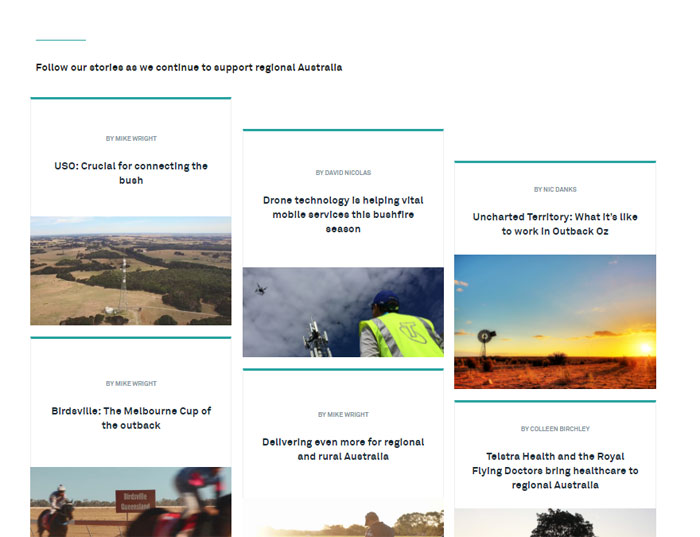 Follow our stories as we continue to support regional Australia
BY MIKE WRIGHT
USO: Crucial for connecting the
bush
BY DAVID NICOLAS
Drone technology is helping vital
mobile services this bushfire
season
BY NIC DANKS
Uncharted Territory: What it's like
to work in Outback Oz
BY MIKE WRIGHT
Birdsville: The Melbourne Cup of
the outback
Birdsville
Queensland
BY MIKE WRIGHT
Delivering even more for regional
and rural Australia
BY COLLEEN BIRCHLEY
Telstra Health and the Royal
Flying Doctors bring healthcare to
regional Australia